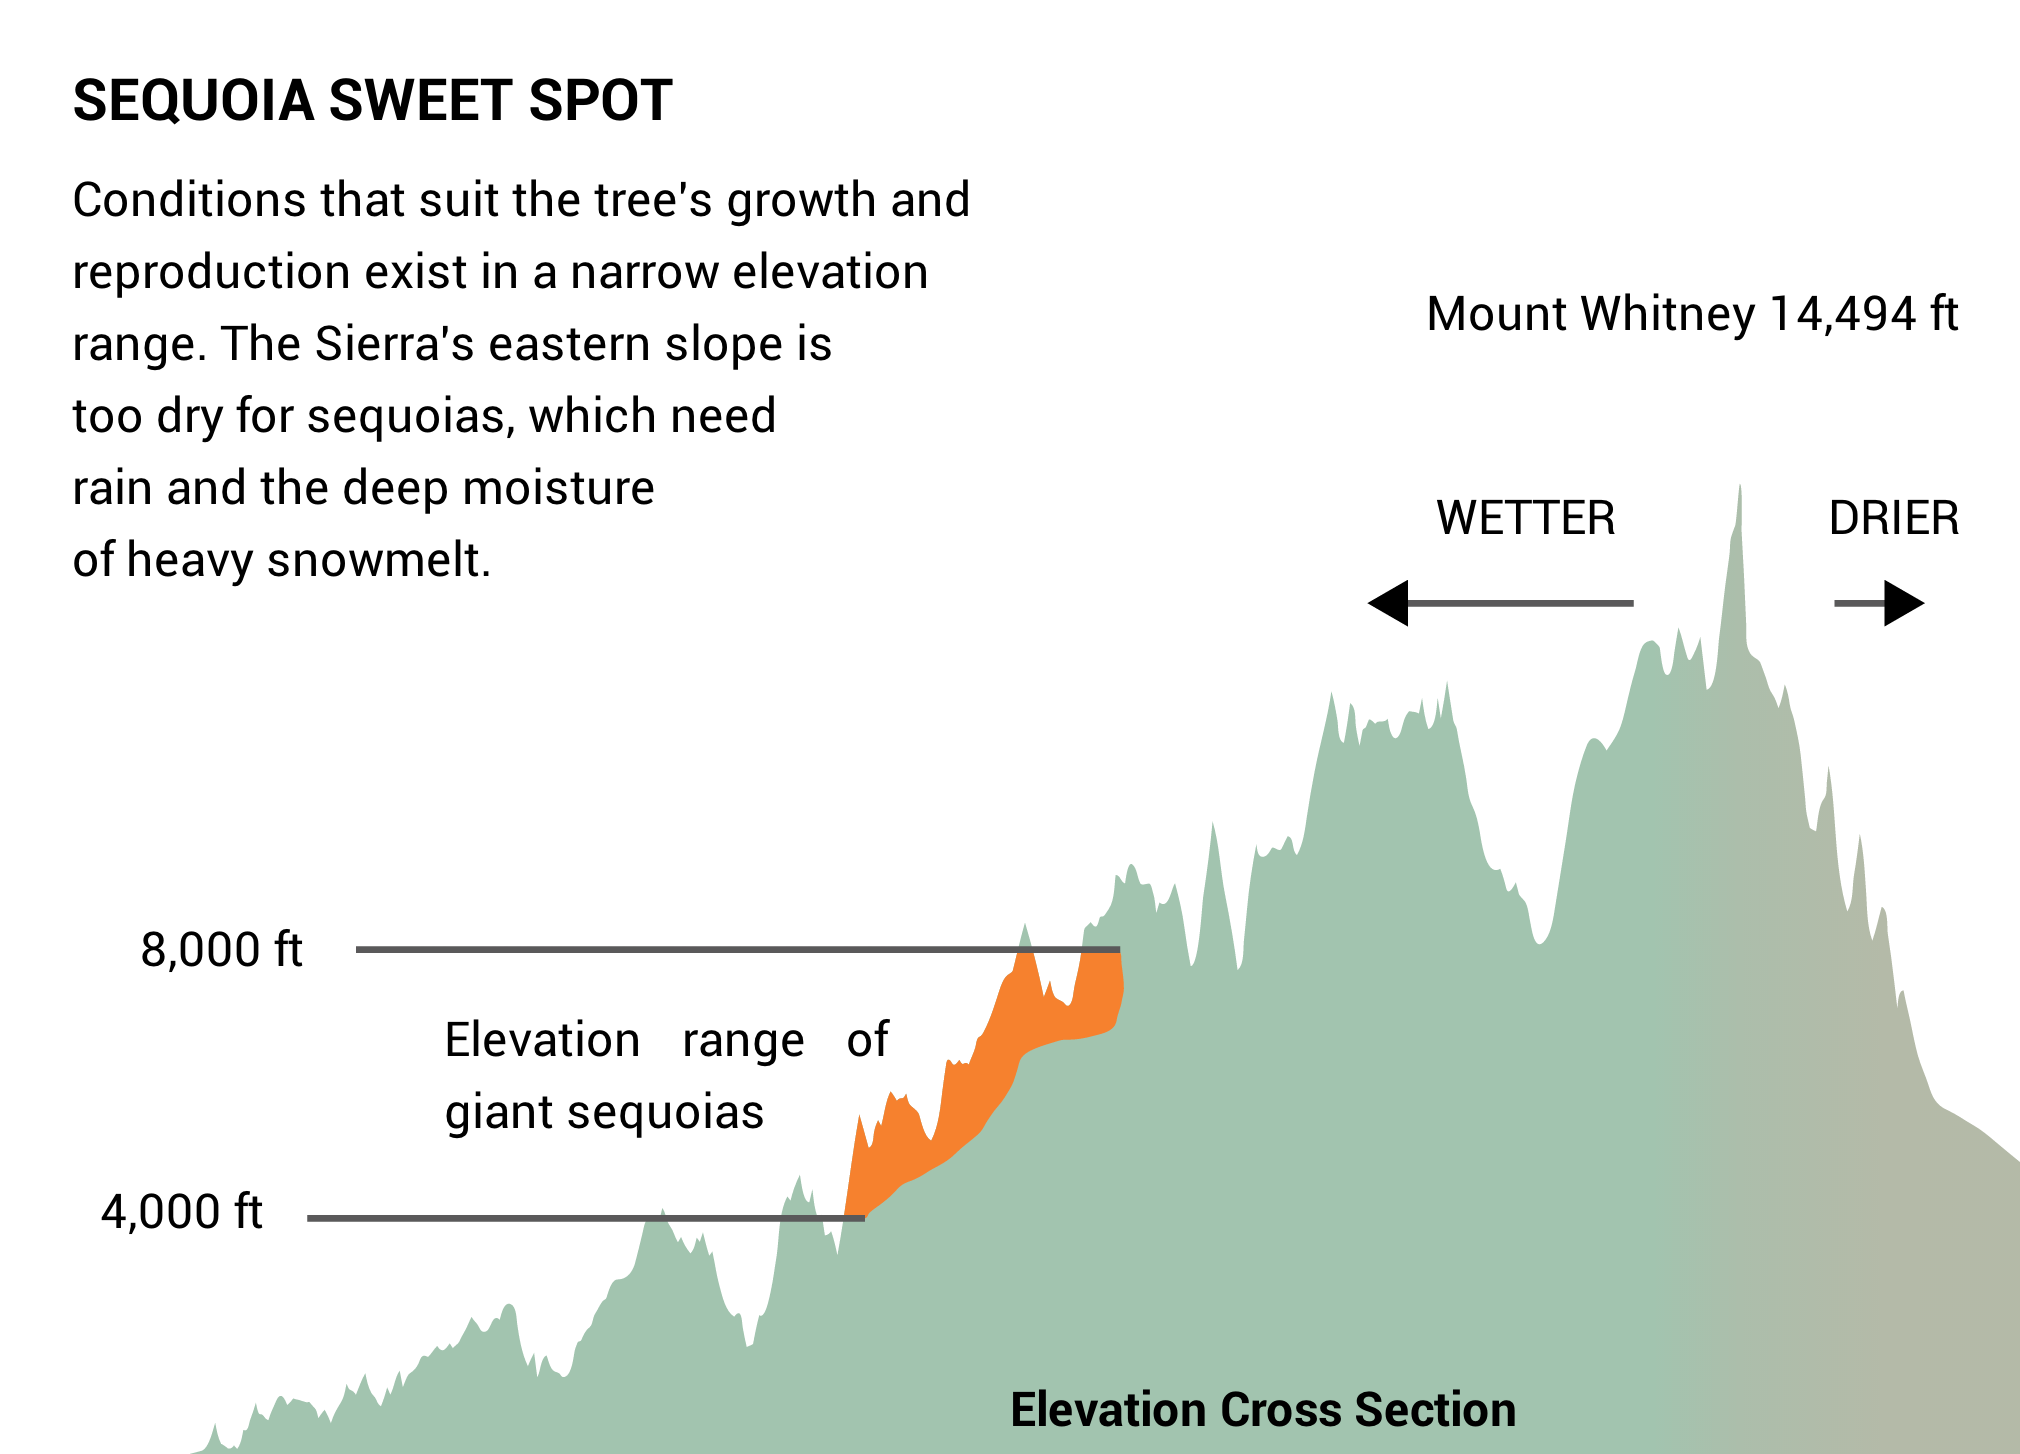 SEQUOIA SWEET SPOT
Conditions that suit the tree's growth and
reproduction exist in a narrow elevation
range. The Sierra's eastern slope is
too dry for sequoias, which need
rain and the deep moisture
of heavy snowmelt.
Mount Whitney 14,494 ft
WETTER
DRIER
8,000 ft
Elevation range of
giant sequoias
4,000 ft
Elevation Cross Section